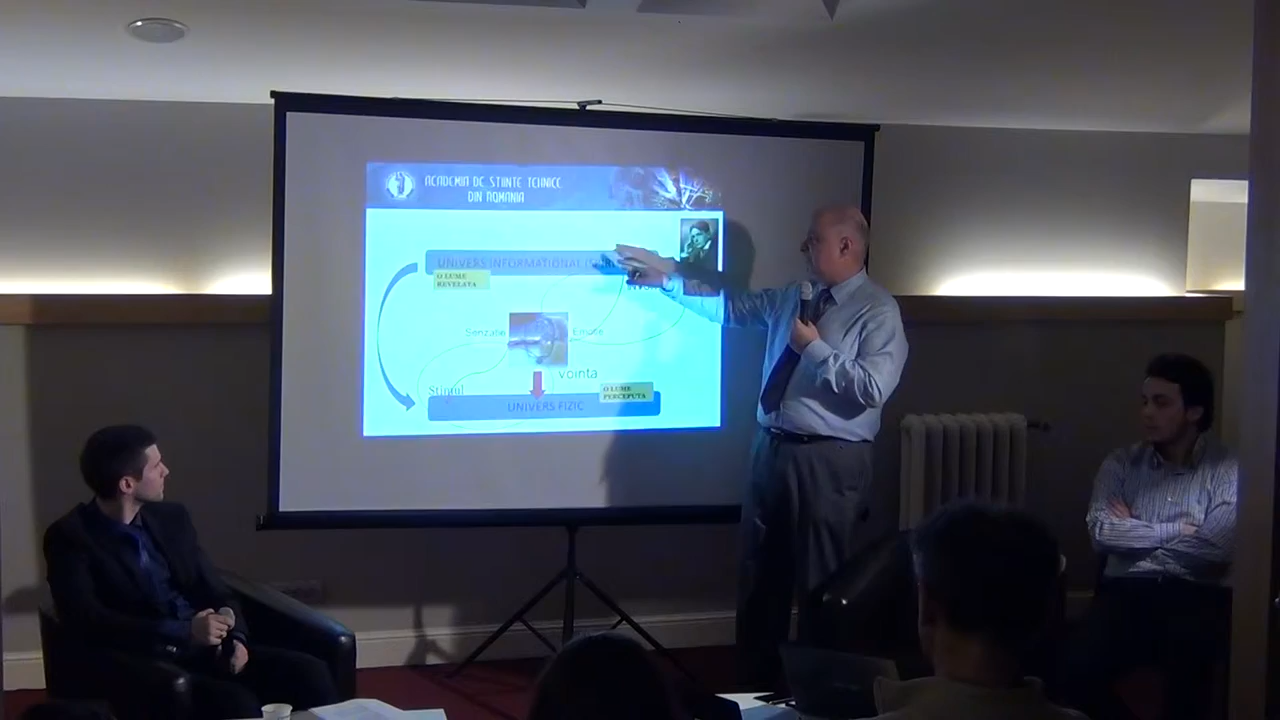 ACADEMIA DE STIINTE TEHNICE
DIN ROMANIA
UNIVERS INFORMATIONAL
O LUME
REVELATA
Senzatie
Emotie
Vointa
Stimul
O LUME
PERCEPUTA
UNIVERS FIZIC